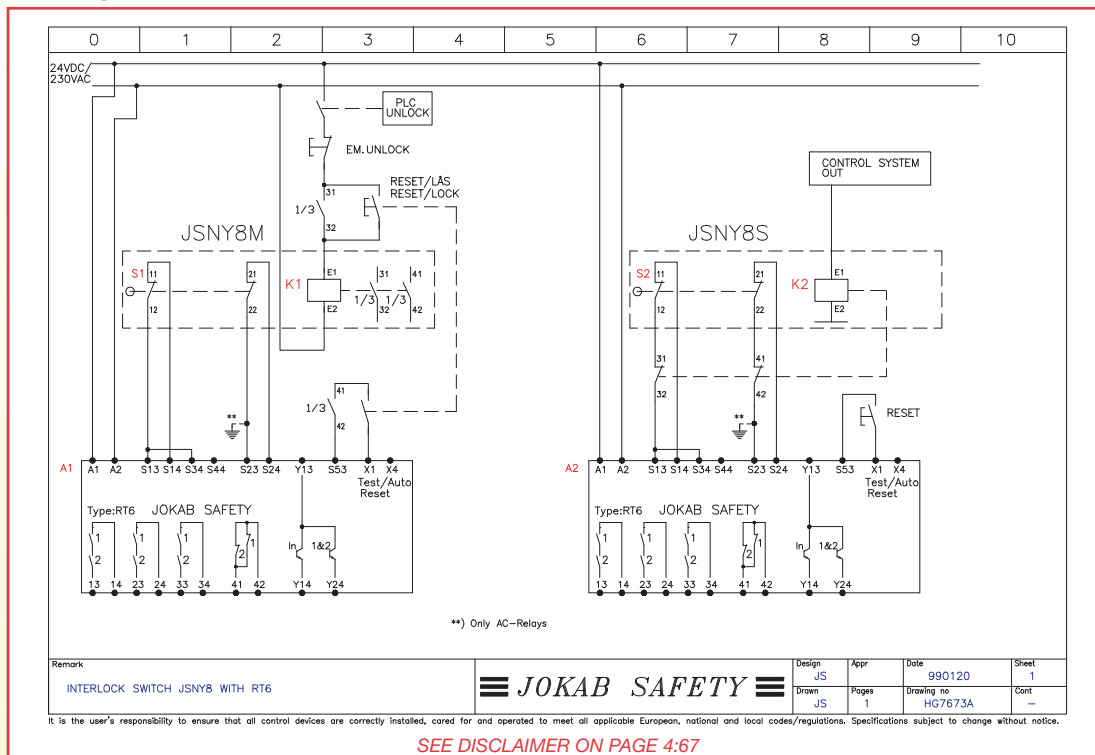 0 1 2 3 4 5 6 7 8 9 10
24VDC/
230VAC
PLC
UNLOCK
EM.UNLOCK
RESET/LÅS
RESET/LOCK
31
1/3
32
CONTROL SYSTEM
OUT
JSNY8M
JSNY8S
S1 11 21 K1 E1 31 41
1/3 1/3
12 22 E2 32 42
S2 11 21 K2 E1
12 22 E2
31 41
32 42
41
1/3
42
**
**
RESET
A1 A1 A2 S13 S14 S34 S44 S23 S24 Y13 S53 X1 X4
Test/Auto
Reset
Type:RT6 JOKAB SAFETY
1 1 1 1 In 1&2
2 2 2 2
13 14 23 24 33 34 41 42 Y14 Y24
A2 A1 A2 S13 S14 S34 S44 S23 S24 Y13 S53 X1 X4
Test/Auto
Reset
Type:RT6 JOKAB SAFETY
1 1 1 1 In 1&2
2 2 2 2
13 14 23 24 33 34 41 42 Y14 Y24
**) Only AC-Relays
Remark
INTERLOCK SWITCH JSNY8 WITH RT6
JOKAB SAFETY
Design Appr Date Sheet
JS 990120 1
Drawn Pages Drawing no Cont
JS 1 HG7673A -
It is the user's responsibility to ensure that all control devices are correctly installed, cared for and operated to meet all applicable European, national and local codes/regulations. Specifications subject to change without notice.
SEE DISCLAIMER ON PAGE 4:67